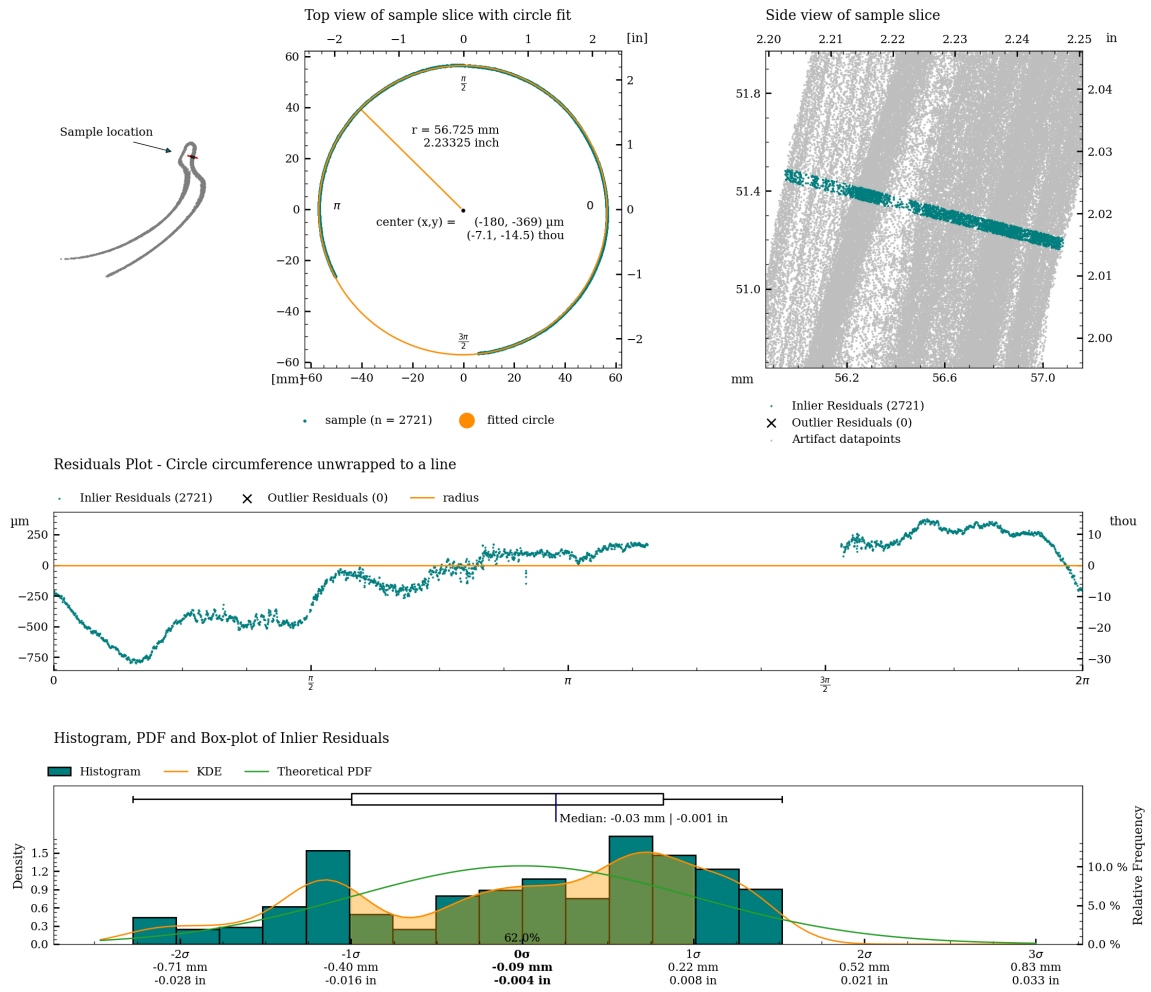 Top view of sample slice with circle fit
Side view of sample slice
−2 −1 0 1 2 [in]
2.20 2.21 2.22 2.23 2.24 2.25 in
Sample location
60
40
20
0
−20
−40
−60
2
1
0
−1
−2
π/2
π
0
3π/2
r = 56.725 mm
2.23325 inch
center (x,y) = (-180, -369) µm
(-7.1, -14.5) thou
[mm] −60 −40 −20 0 20 40 60
51.8
51.4
51.0
2.04
2.03
2.02
2.01
2.00
mm 56.2 56.6 57.0
sample (n = 2721) fitted circle
Inlier Residuals (2721)
Outlier Residuals (0)
Artifact datapoints
Residuals Plot - Circle circumference unwrapped to a line
Inlier Residuals (2721) Outlier Residuals (0) radius
µm thou
250 10
0 0
−250 −10
−500 −20
−750 −30
0 π/2 π 3π/2 2π
Histogram, PDF and Box-plot of Inlier Residuals
Histogram KDE Theoretical PDF
Median: -0.03 mm | -0.001 in
Density
1.5
1.2
0.9
0.6
0.3
0.0
Relative Frequency
10.0 %
5.0 %
0.0 %
62.0%
-2σ -1σ 0σ 1σ 2σ 3σ
-0.71 mm -0.40 mm -0.09 mm 0.22 mm 0.52 mm 0.83 mm
-0.028 in -0.016 in -0.004 in 0.008 in 0.021 in 0.033 in